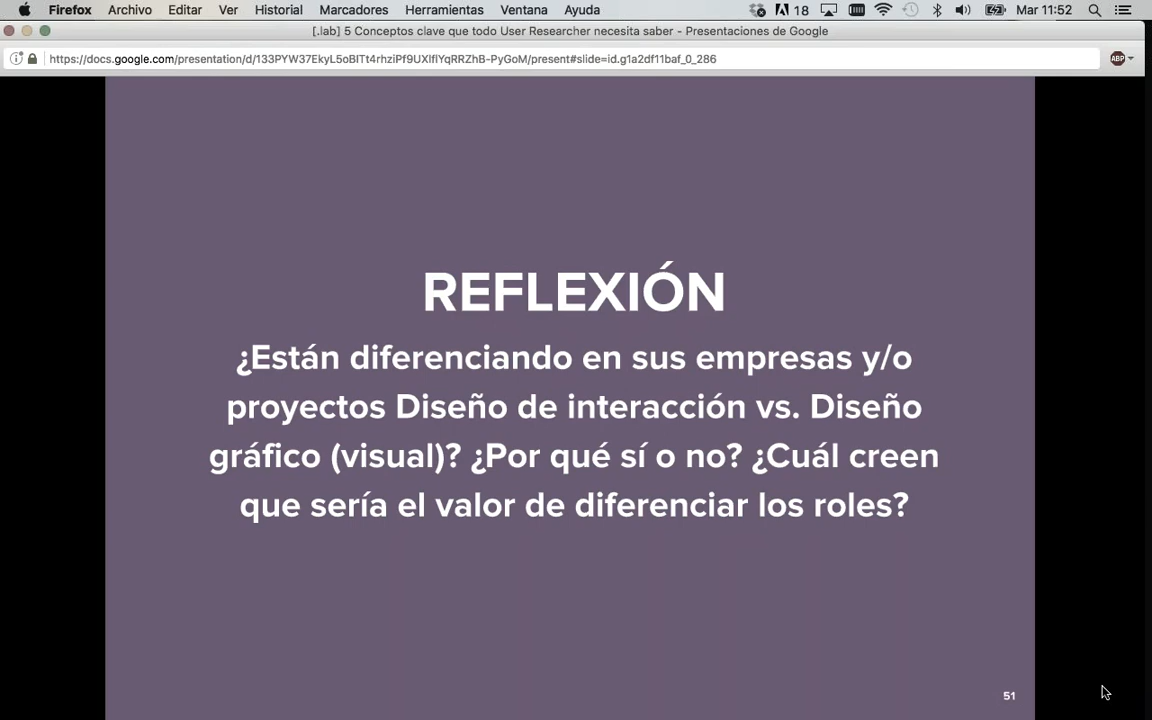 Firefox Archivo Editar Ver Historial Marcadores Herramientas Ventana Ayuda 18 Mar 11:52
[.lab] 5 Conceptos clave que todo User Researcher necesita saber - Presentaciones de Google
https://docs.google.com/presentation/d/133PYW37EkyL5oBITt4rhziPf9UXIfIYqRRZhB-PyGoM/present#slide=id.g1a2df11baf_0_286 ABP
REFLEXIÓN
¿Están diferenciando en sus empresas y/o
proyectos Diseño de interacción vs. Diseño
gráfico (visual)? ¿Por qué sí o no? ¿Cuál creen
que sería el valor de diferenciar los roles?
51